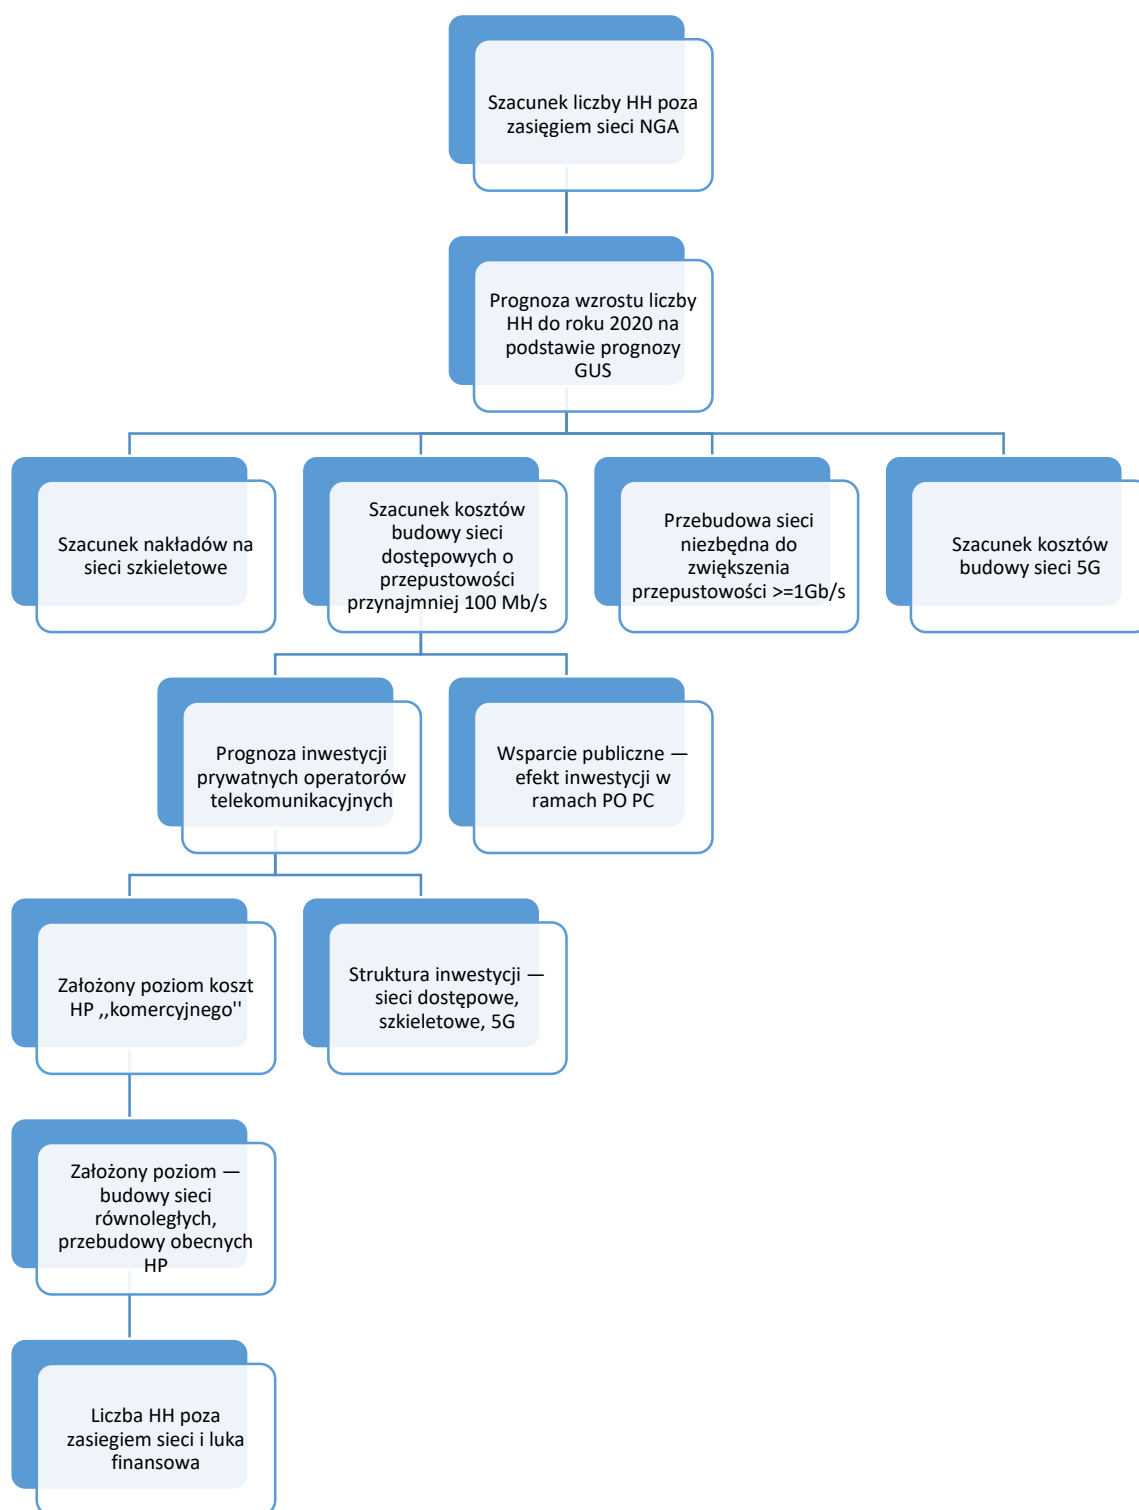 Szacunek liczby HH poza
zasięgiem sieci NGA
Prognoza wzrostu liczby
HH do roku 2020 na
podstawie prognozy
GUS
Szacunek nakładów na
sieci szkieletowe
Szacunek kosztów
budowy sieci
dostępowych o
przepustowości
przynajmniej 100 Mb/s
Przebudowa sieci
niezbędna do
zwiększenia
przepustowości >=1Gb/s
Szacunek kosztów
budowy sieci 5G
Prognoza inwestycji
prywatnych operatorów
telekomunikacyjnych
Wsparcie publiczne —
efekt inwestycji w
ramach PO PC
Założony poziom koszt
HP ,,komercyjnego''
Struktura inwestycji —
sieci dostępowe,
szkieletowe, 5G
Założony poziom —
budowy sieci
równoległych,
przebudowy obecnych
HP
Liczba HH poza
zasiegiem sieci i luka
finansowa